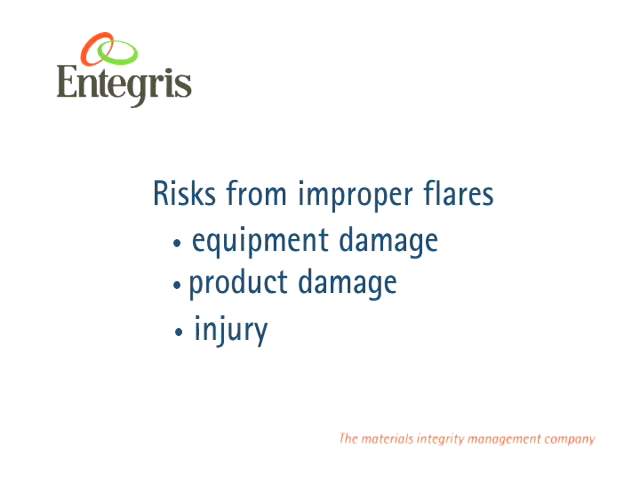 Entegris
Risks from improper flares
• equipment damage
• product damage
• injury
The materials integrity management company